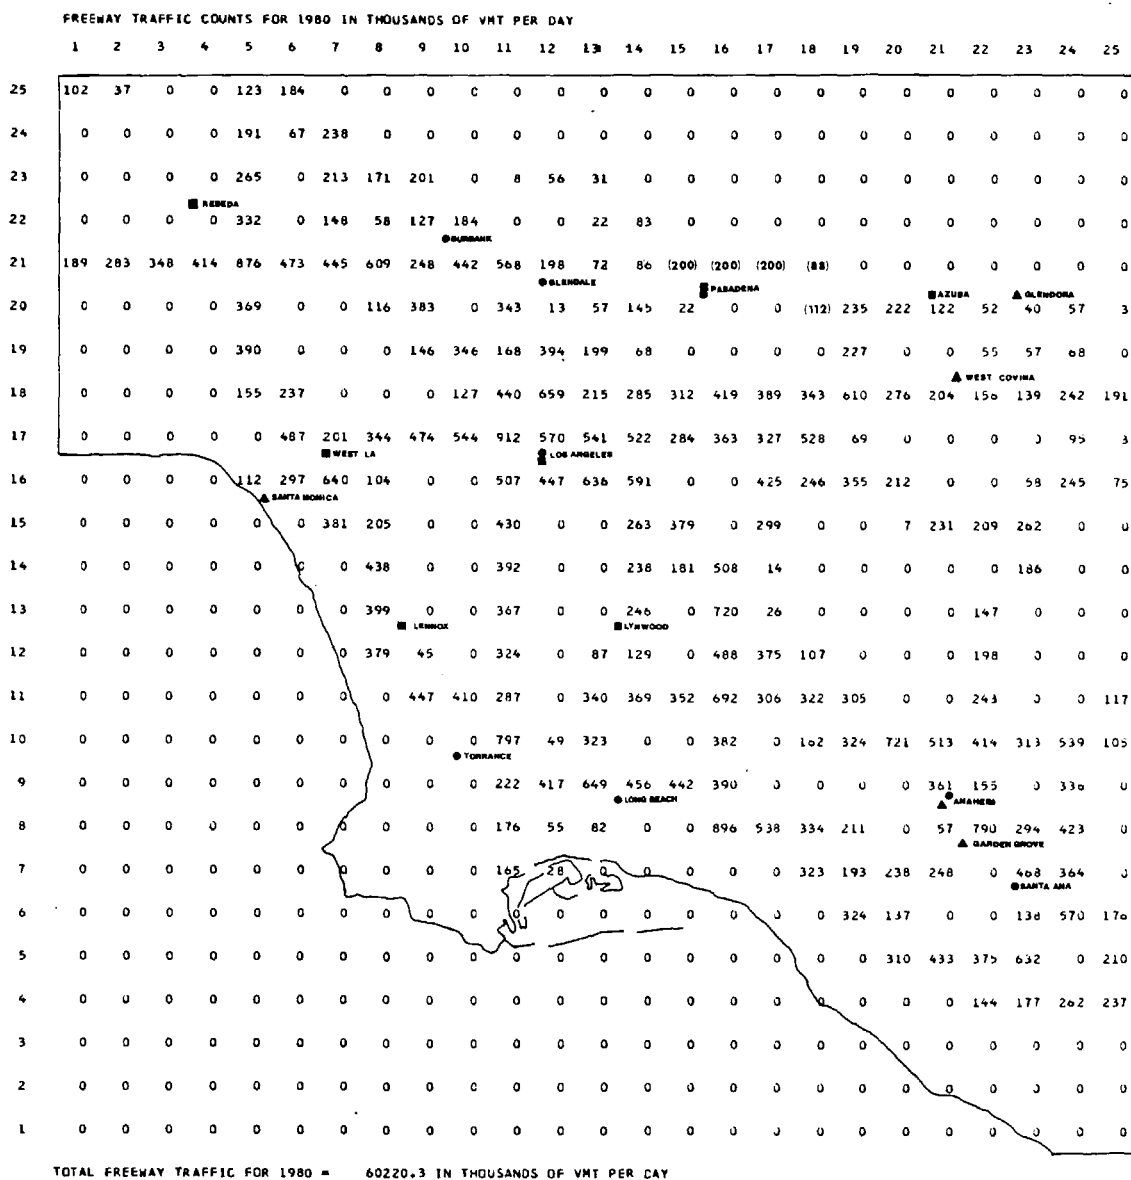 FREEWAY TRAFFIC COUNTS FOR 1980 IN THOUSANDS OF VMT PER DAY
1 2 3 4 5 6 7 8 9 10 11 12 13 14 15 16 17 18 19 20 21 22 23 24 25
25 102 37 0 0 123 184 0 0 0 0 0 0 0 0 0 0 0 0 0 0 0 0 0 0 0
24 0 0 0 0 191 67 238 0 0 0 0 0 0 0 0 0 0 0 0 0 0 0 0 0 0
23 0 0 0 0 265 0 213 171 201 0 8 56 31 0 0 0 0 0 0 0 0 0 0 0 0
RESEDA
22 0 0 0 0 332 0 148 58 127 184 0 0 22 83 0 0 0 0 0 0 0 0 0 0 0
BURBANK
21 189 283 348 414 876 473 445 609 248 442 568 198 72 86 (200) (200) (200) (88) 0 0 0 0 0 0 0
GLENDALE PASADENA AZUSA GLENDORA
20 0 0 0 0 369 0 0 116 383 0 343 13 57 145 22 0 0 (112) 235 222 122 52 40 57 3
19 0 0 0 0 390 0 0 0 146 346 168 394 199 68 0 0 0 0 227 0 0 55 57 68 0
WEST COVINA
18 0 0 0 0 155 237 0 0 0 127 440 659 215 285 312 419 389 343 610 276 204 156 139 242 191
17 0 0 0 0 0 487 201 344 474 544 912 570 541 522 284 363 327 528 69 0 0 0 0 95 3
WEST LA LOS ANGELES
16 0 0 0 0 112 297 640 104 0 0 507 447 636 591 0 0 425 246 355 212 0 0 58 245 75
SANTA MONICA
15 0 0 0 0 0 0 381 205 0 0 430 0 0 263 379 0 299 0 0 7 231 209 262 0 0
14 0 0 0 0 0 0 0 438 0 0 392 0 0 238 181 508 14 0 0 0 0 0 186 0 0
13 0 0 0 0 0 0 0 399 0 0 367 0 0 246 0 720 26 0 0 0 0 147 0 0 0
LENNOX LYNWOOD
12 0 0 0 0 0 0 0 379 45 0 324 0 87 129 0 488 375 107 0 0 0 198 0 0 0
11 0 0 0 0 0 0 0 0 447 410 287 0 340 369 352 692 306 322 305 0 0 243 0 0 117
10 0 0 0 0 0 0 0 0 0 0 797 49 323 0 0 382 0 162 324 721 513 414 313 539 105
TORRANCE
9 0 0 0 0 0 0 0 0 0 0 222 417 649 456 442 390 0 0 0 0 361 155 0 336 0
LONG BEACH ANAHEIM
8 0 0 0 0 0 0 0 0 0 0 176 55 82 0 0 896 538 334 211 0 57 790 294 423 0
GARDEN GROVE
7 0 0 0 0 0 0 0 0 0 0 165 28 0 0 0 0 0 323 193 238 248 0 468 364 0
SANTA ANA
6 0 0 0 0 0 0 0 0 0 0 0 0 0 0 0 0 0 0 324 137 0 0 138 570 176
5 0 0 0 0 0 0 0 0 0 0 0 0 0 0 0 0 0 0 0 310 433 375 632 0 210
4 0 0 0 0 0 0 0 0 0 0 0 0 0 0 0 0 0 0 0 0 0 144 177 262 237
3 0 0 0 0 0 0 0 0 0 0 0 0 0 0 0 0 0 0 0 0 0 0 0 0 0
2 0 0 0 0 0 0 0 0 0 0 0 0 0 0 0 0 0 0 0 0 0 0 0 0 0
1 0 0 0 0 0 0 0 0 0 0 0 0 0 0 0 0 0 0 0 0 0 0 0 0 0
TOTAL FREEWAY TRAFFIC FOR 1980 = 60220.3 IN THOUSANDS OF VMT PER DAY